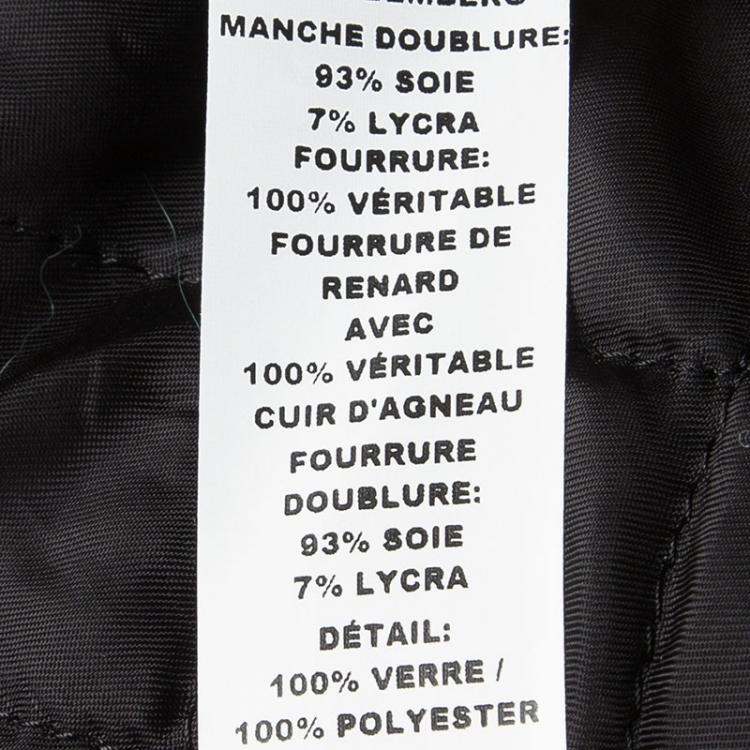 MANCHE DOUBLURE:
93% SOIE
7% LYCRA
FOURRURE:
100% VÉRITABLE
FOURRURE DE
RENARD
AVEC
100% VÉRITABLE
CUIR D'AGNEAU
FOURRURE
DOUBLURE:
93% SOIE
7% LYCRA
DÉTAIL:
100% VERRE /
100% POLYESTER